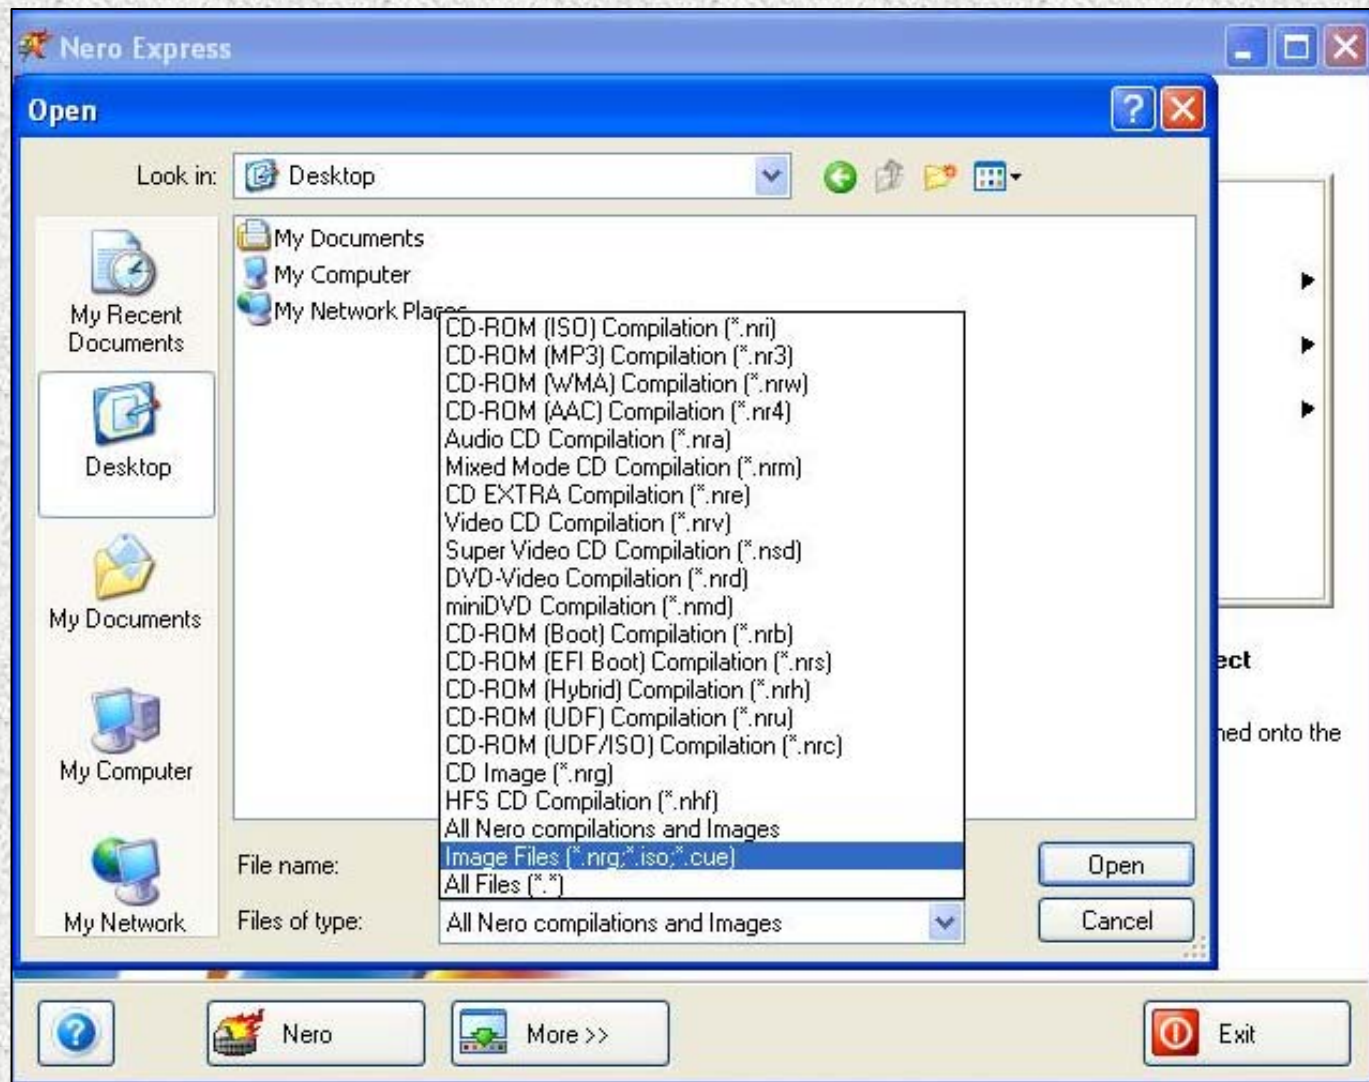 Nero Express
Open
Look in:
Desktop
My Recent
Documents
Desktop
My Documents
My Computer
My Network
My Documents
My Computer
My Network Places
CD-ROM (ISO) Compilation (*.nri)
CD-ROM (MP3) Compilation (*.nr3)
CD-ROM (WMA) Compilation (*.nrw)
CD-ROM (AAC) Compilation (*.nr4)
Audio CD Compilation (*.nra)
Mixed Mode CD Compilation (*.nrm)
CD EXTRA Compilation (*.nre)
Video CD Compilation (*.nrv)
Super Video CD Compilation (*.nsd)
DVD-Video Compilation (*.nrd)
miniDVD Compilation (*.nmd)
CD-ROM (Boot) Compilation (*.nrb)
CD-ROM (EFI Boot) Compilation (*.nrs)
CD-ROM (Hybrid) Compilation (*.nrh)
CD-ROM (UDF) Compilation (*.nru)
CD-ROM (UDF/ISO) Compilation (*.nrc)
CD Image (*.nrg)
HFS CD Compilation (*.nhf)
All Nero compilations and Images
Image Files (*.nrg;*.iso;*.cue)
All Files (*.*)
File name:
Files of type:
All Nero compilations and Images
Open
Cancel
ect
ned onto the
Nero
More >>
Exit